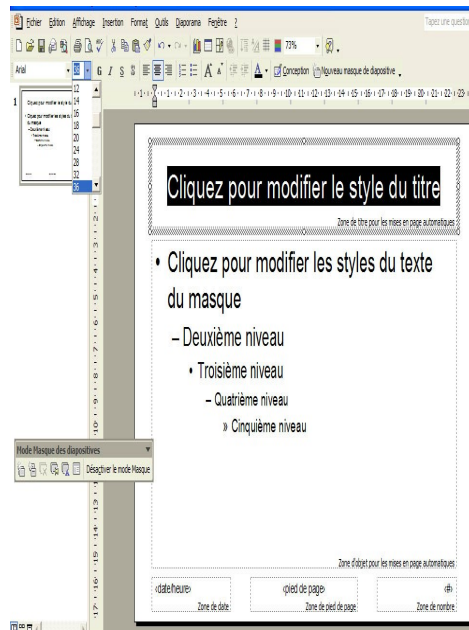 Fichier Edition Affichage Insertion Format Outils Diaporama Fenêtre ?
Tapez une question
73%
Arial
36
G I S S
Conception
Nouveau masque de diapositive
12
14
16
18
20
24
28
32
36
1
Cliquez pour modifier le style du titre
Zone de titre pour les mises en page automatiques
• Cliquez pour modifier les styles du texte
du masque
– Deuxième niveau
• Troisième niveau
– Quatrième niveau
» Cinquième niveau
Mode Masque des diapositives
Désactiver le mode Masque
Zone d'objet pour les mises en page automatiques
<date/heure>
<pied de page>
<#>
Zone de date
Zone de pied de page
Zone de nombre